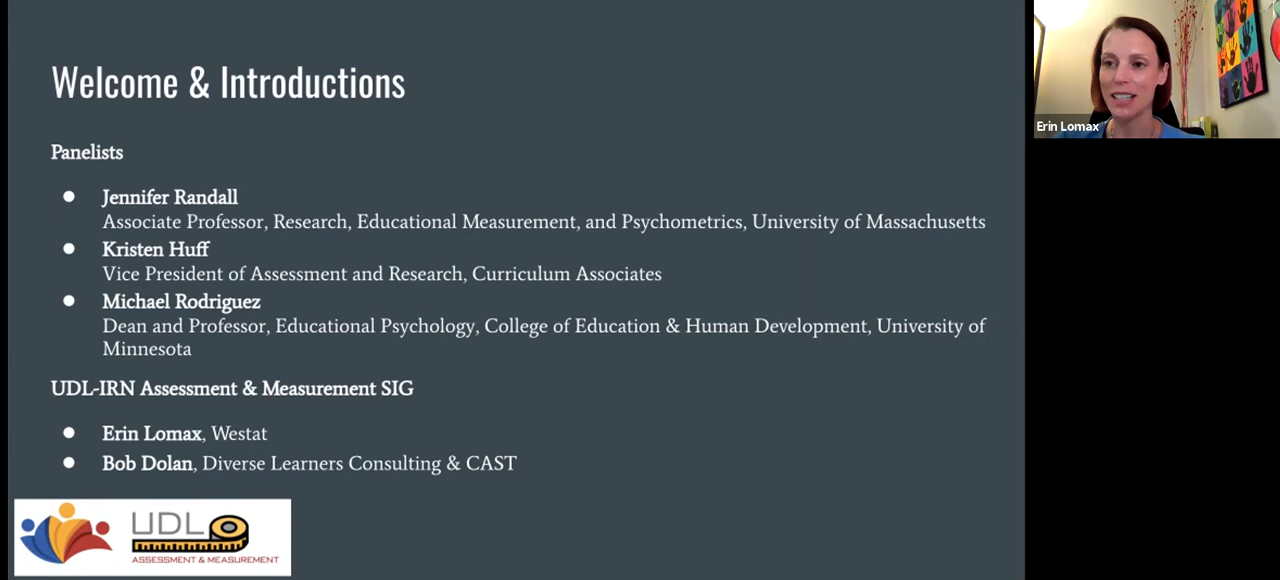 Welcome & Introductions
Panelists
● Jennifer Randall
Associate Professor, Research, Educational Measurement, and Psychometrics, University of Massachusetts
● Kristen Huff
Vice President of Assessment and Research, Curriculum Associates
● Michael Rodriguez
Dean and Professor, Educational Psychology, College of Education & Human Development, University of
Minnesota
UDL-IRN Assessment & Measurement SIG
● Erin Lomax, Westat
● Bob Dolan, Diverse Learners Consulting & CAST
UDL
ASSESSMENT & MEASUREMENT
Erin Lomax